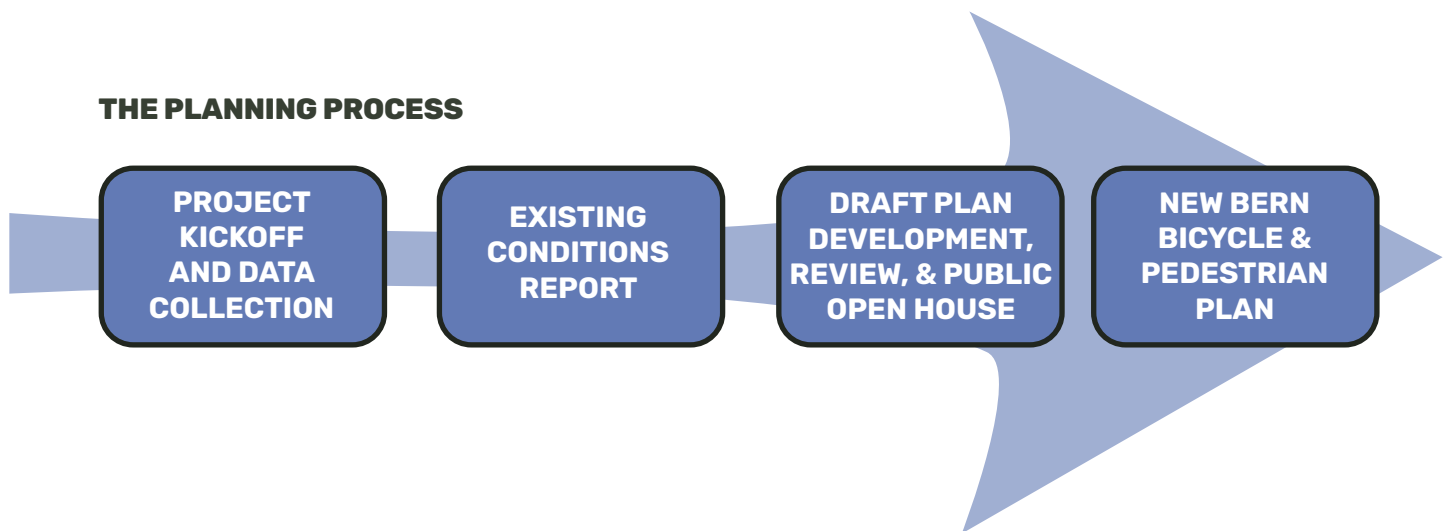 THE PLANNING PROCESS
PROJECT
KICKOFF
AND DATA
COLLECTION
EXISTING
CONDITIONS
REPORT
DRAFT PLAN
DEVELOPMENT,
REVIEW, & PUBLIC
OPEN HOUSE
NEW BERN
BICYCLE &
PEDESTRIAN
PLAN